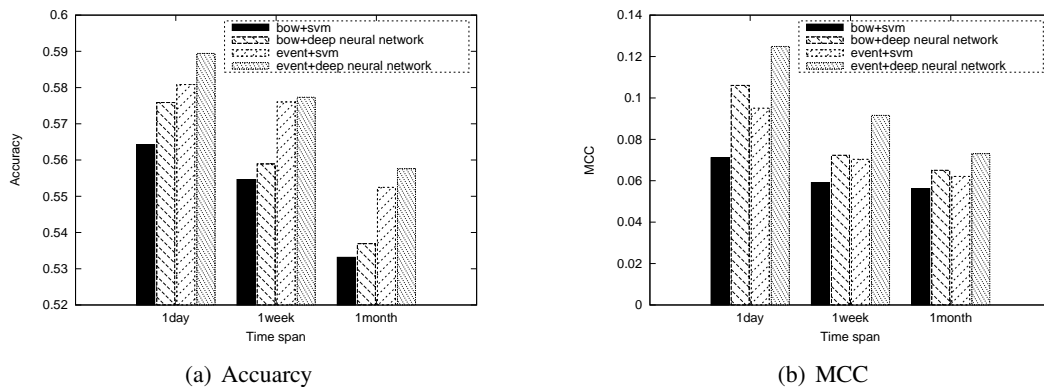 0.6
0.59
0.58
0.57
0.56
0.55
0.54
0.53
0.52
Accuracy
bow+svm
bow+deep neural network
event+svm
event+deep neural network
1day
1week
1month
Time span
(a) Accuarcy
0.14
0.12
0.1
0.08
0.06
0.04
0.02
0
MCC
bow+svm
bow+deep neural network
event+svm
event+deep neural network
1day
1week
1month
Time span
(b) MCC